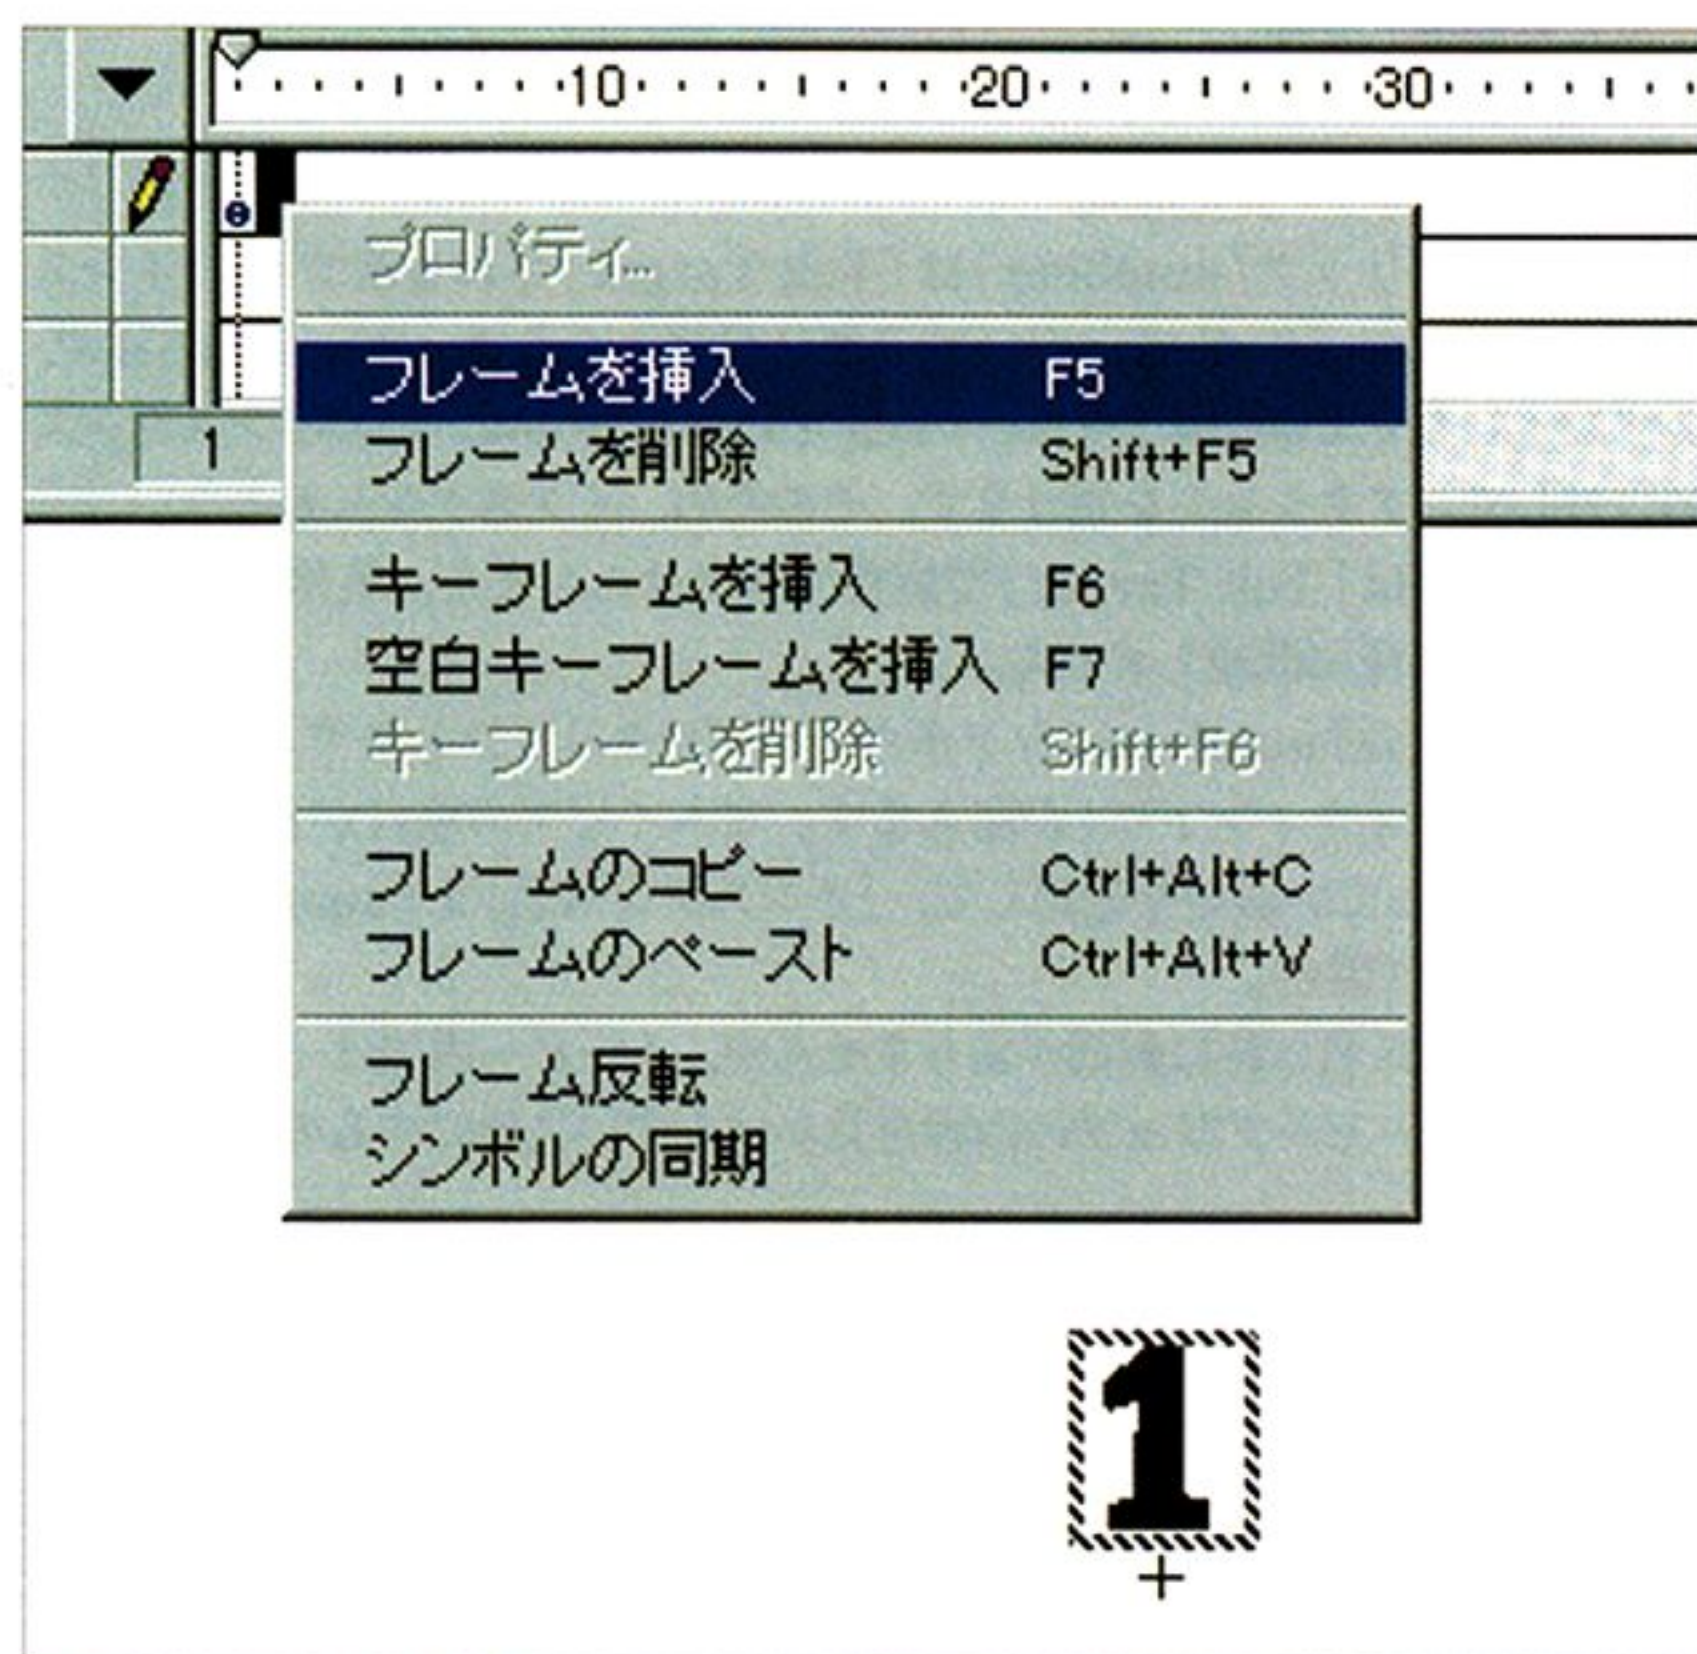 10 20 30
プロパティ...
フレームを挿入 F5
フレームを削除 Shift+F5
1
キーフレームを挿入 F6
空白キーフレームを挿入 F7
キーフレームを削除 Shift+F6
フレームのコピー Ctrl+Alt+C
フレームのペースト Ctrl+Alt+V
フレーム反転
シンボルの同期
1